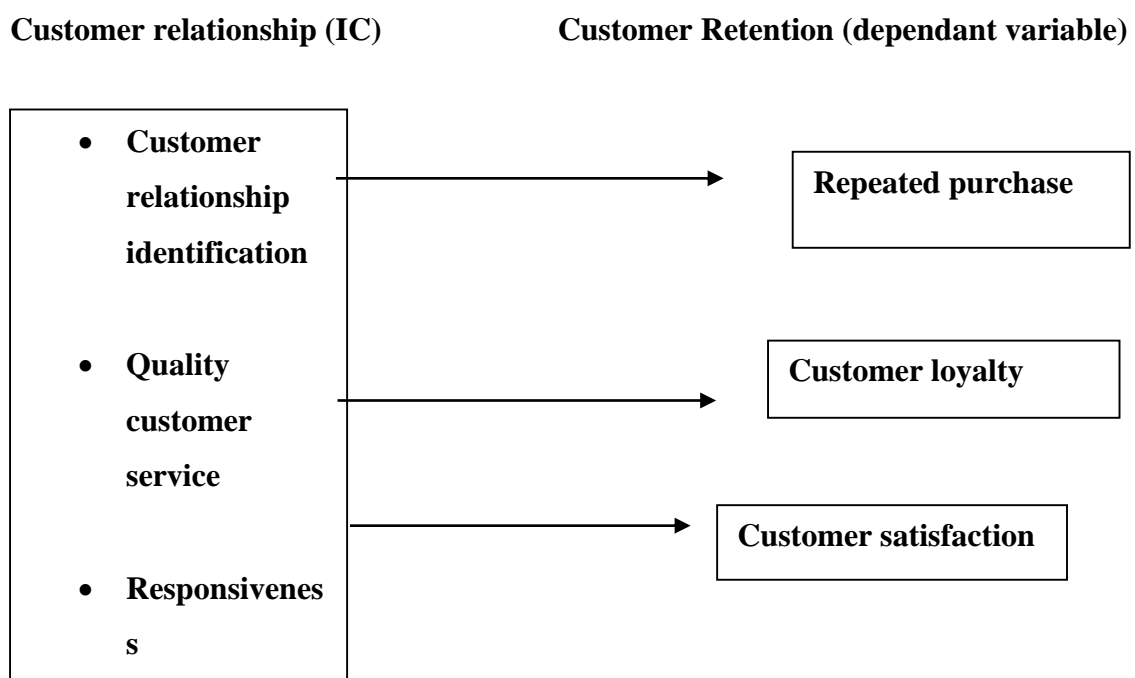 Customer relationship (IC) Customer Retention (dependant variable)
• Customer
relationship
identification
Repeated purchase
• Quality
customer
service
Customer loyalty
Customer satisfaction
• Responsivenes
s